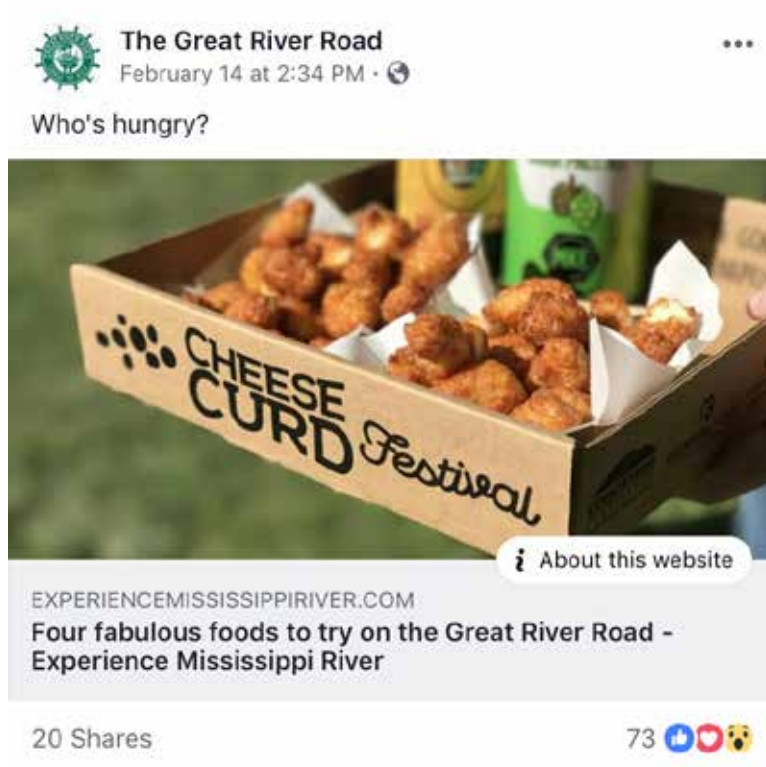 The Great River Road
February 14 at 2:34 PM ·
Who's hungry?
CHEESE
CURD Festival
About this website
EXPERIENCEMISSISSIPPIRIVER.COM
Four fabulous foods to try on the Great River Road -
Experience Mississippi River
20 Shares
73